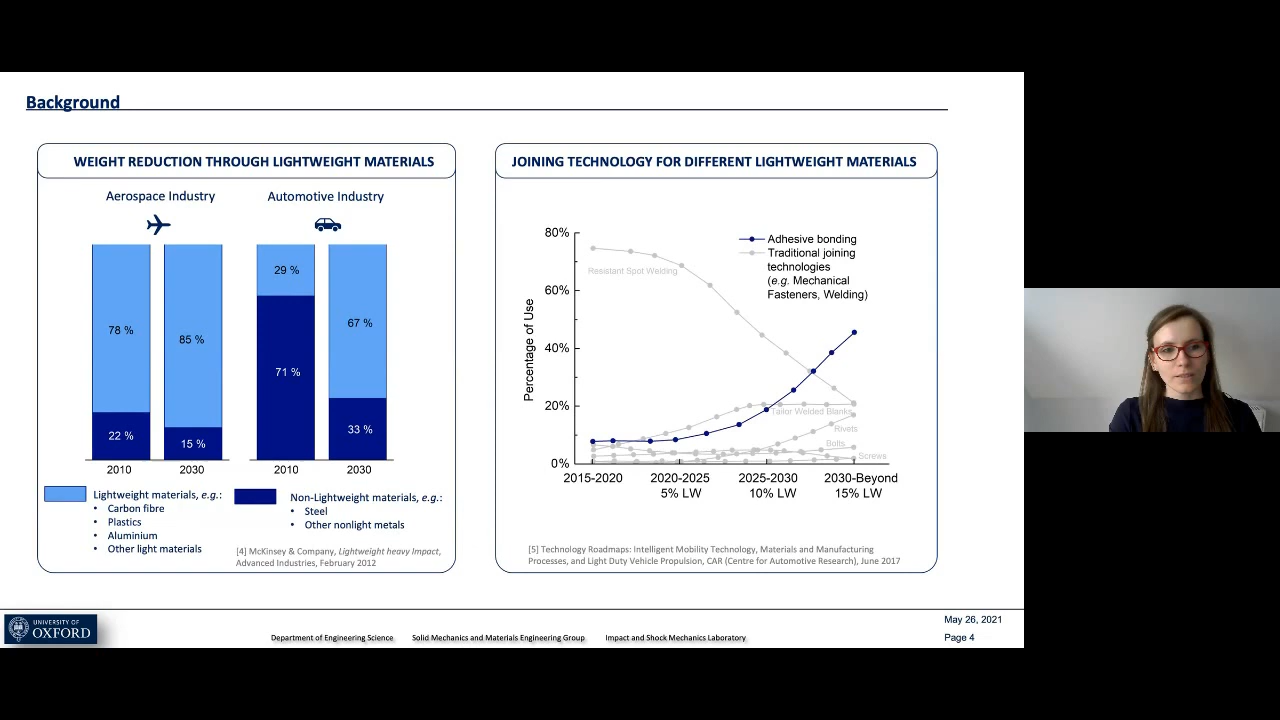 Background
WEIGHT REDUCTION THROUGH LIGHTWEIGHT MATERIALS
Aerospace Industry
Automotive Industry
78 %
22 %
85 %
15 %
29 %
71 %
67 %
33 %
2010
2030
2010
2030
Lightweight materials, e.g.:
• Carbon fibre
• Plastics
• Aluminium
• Other light materials
Non-Lightweight materials, e.g.:
• Steel
• Other nonlight metals
[4] McKinsey & Company, Lightweight heavy Impact,
Advanced Industries, February 2012
JOINING TECHNOLOGY FOR DIFFERENT LIGHTWEIGHT MATERIALS
Percentage of Use
80%
60%
40%
20%
0%
Adhesive bonding
Traditional joining
technologies
(e.g. Mechanical
Fasteners, Welding)
Resistant Spot Welding
Tailor Welded Blanks
Rivets
Bolts
Screws
2015-2020
2020-2025
5% LW
2025-2030
10% LW
2030-Beyond
15% LW
[5] Technology Roadmaps: Intelligent Mobility Technology, Materials and Manufacturing
Processes, and Light Duty Vehicle Propulsion, CAR (Centre for Automotive Research), June 2017
UNIVERSITY OF
OXFORD
Department of Engineering Science
Solid Mechanics and Materials Engineering Group
Impact and Shock Mechanics Laboratory
May 26, 2021
Page 4